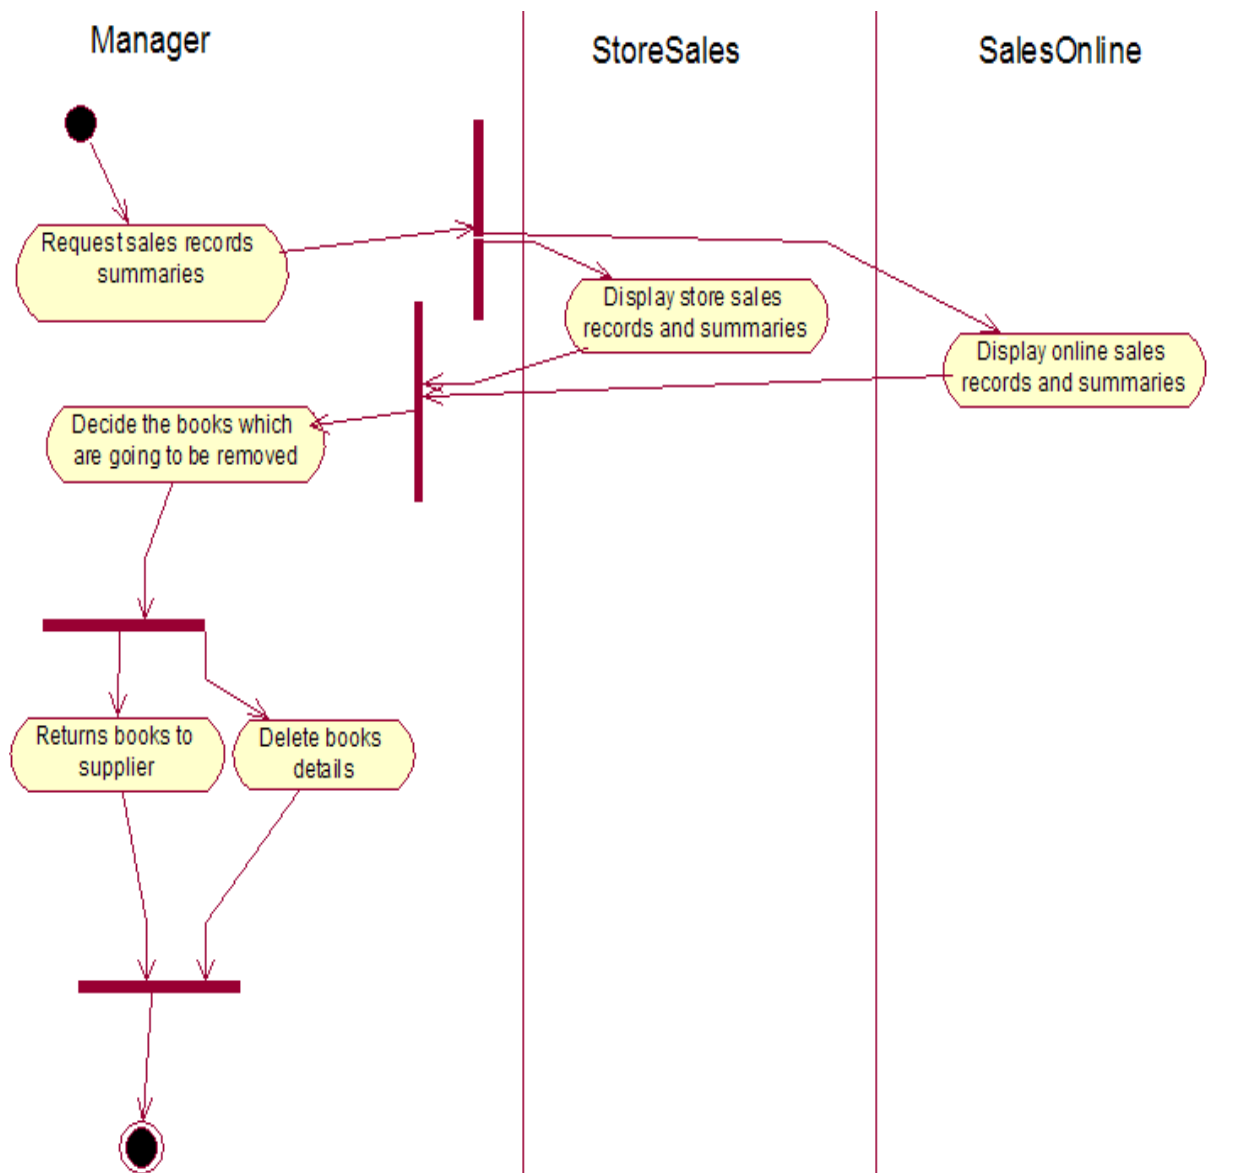 Manager
StoreSales
SalesOnline
Request sales records
summaries
Display store sales
records and summaries
Display online sales
records and summaries
Decide the books which
are going to be removed
Returns books to
supplier
Delete books
details